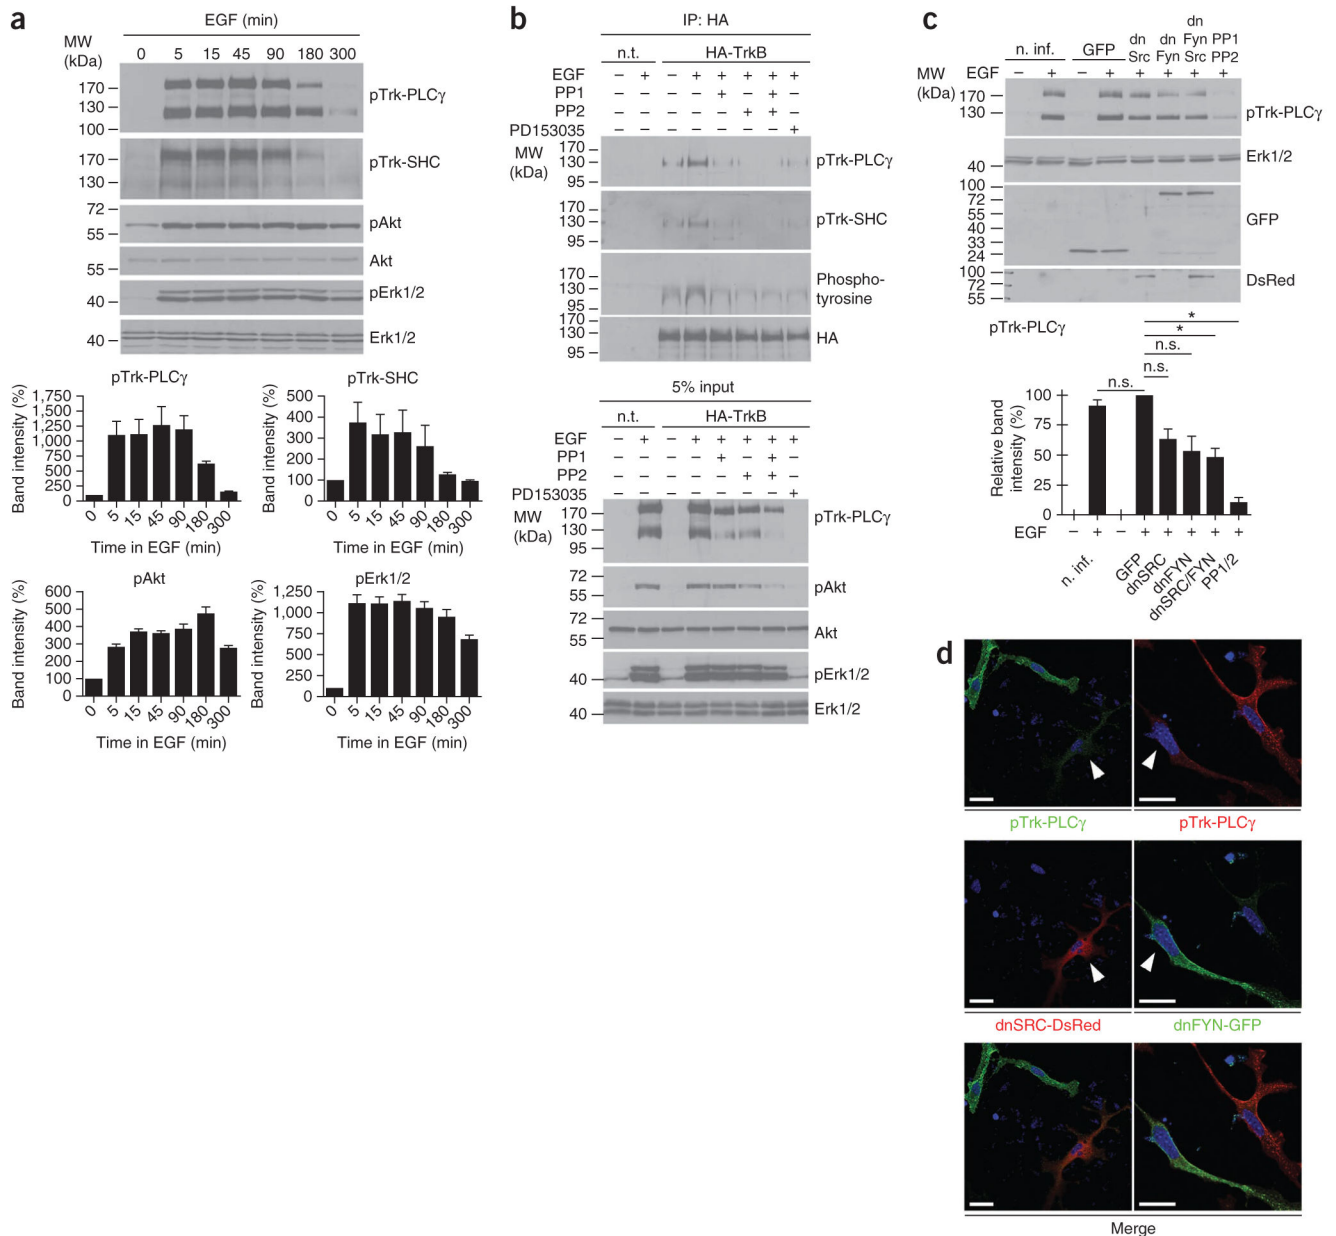 a
EGF (min)
MW
(kDa)
0 5 15 45 90 180 300
170
130
100
pTrk-PLCγ
170
130
pTrk-SHC
72
55
pAkt
55
Akt
40
pErk1/2
40
Erk1/2
pTrk-PLCγ
Band intensity (%)
1,750
1,500
1,250
1,000
750
500
250
0
0 5 15 45 90 180 300
Time in EGF (min)
pTrk-SHC
Band intensity (%)
500
400
300
200
100
0
0 5 15 45 90 180 300
Time in EGF (min)
pAkt
Band intensity (%)
600
500
400
300
200
100
0
0 5 15 45 90 180 300
Time in EGF (min)
pErk1/2
Band intensity (%)
1,250
1,000
750
500
250
0
0 5 15 45 90 180 300
Time in EGF (min)
b
IP: HA
n.t. HA-TrkB
EGF – + – + + + + +
PP1 – – – – + – + –
PP2 – – – – – + + –
PD153035 – – – – – – – +
MW
(kDa)
170
130
95
pTrk-PLCγ
170
130
95
pTrk-SHC
170
130
95
Phospho-
tyrosine
170
130
95
HA
5% input
n.t. HA-TrkB
EGF – + – + + + + +
PP1 – – – – + – + –
PP2 – – – – – + + –
PD153035 – – – – – – – +
MW
(kDa)
170
130
95
pTrk-PLCγ
72
55
pAkt
72
55
Akt
40
pErk1/2
40
Erk1/2
c
n. inf. GFP dn Src dn Fyn dn Fyn Src PP1 PP2
MW
(kDa)
EGF – + – + + + + +
170
130
pTrk-PLCγ
40
Erk1/2
100
72
55
40
33
24
GFP
100
72
55
DsRed
pTrk-PLCγ
*
*
n.s.
n.s. n.s.
Relative band
intensity (%)
100
75
50
25
0
EGF – + – + + + + +
n. inf. GFP dnSRC dnFYN dnSRC/FYN PP1/2
d
pTrk-PLCγ pTrk-PLCγ
dnSRC-DsRed dnFYN-GFP
Merge